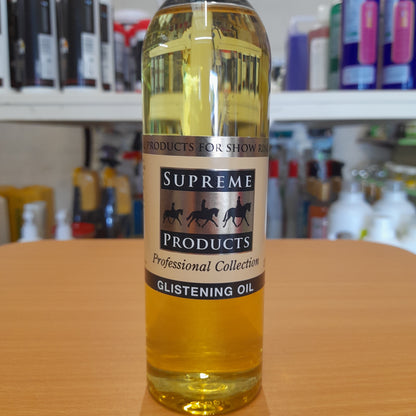 PRODUCTS FOR SHOW
SUPREME
PRODUCTS
Professional Collection
GLISTENING OIL